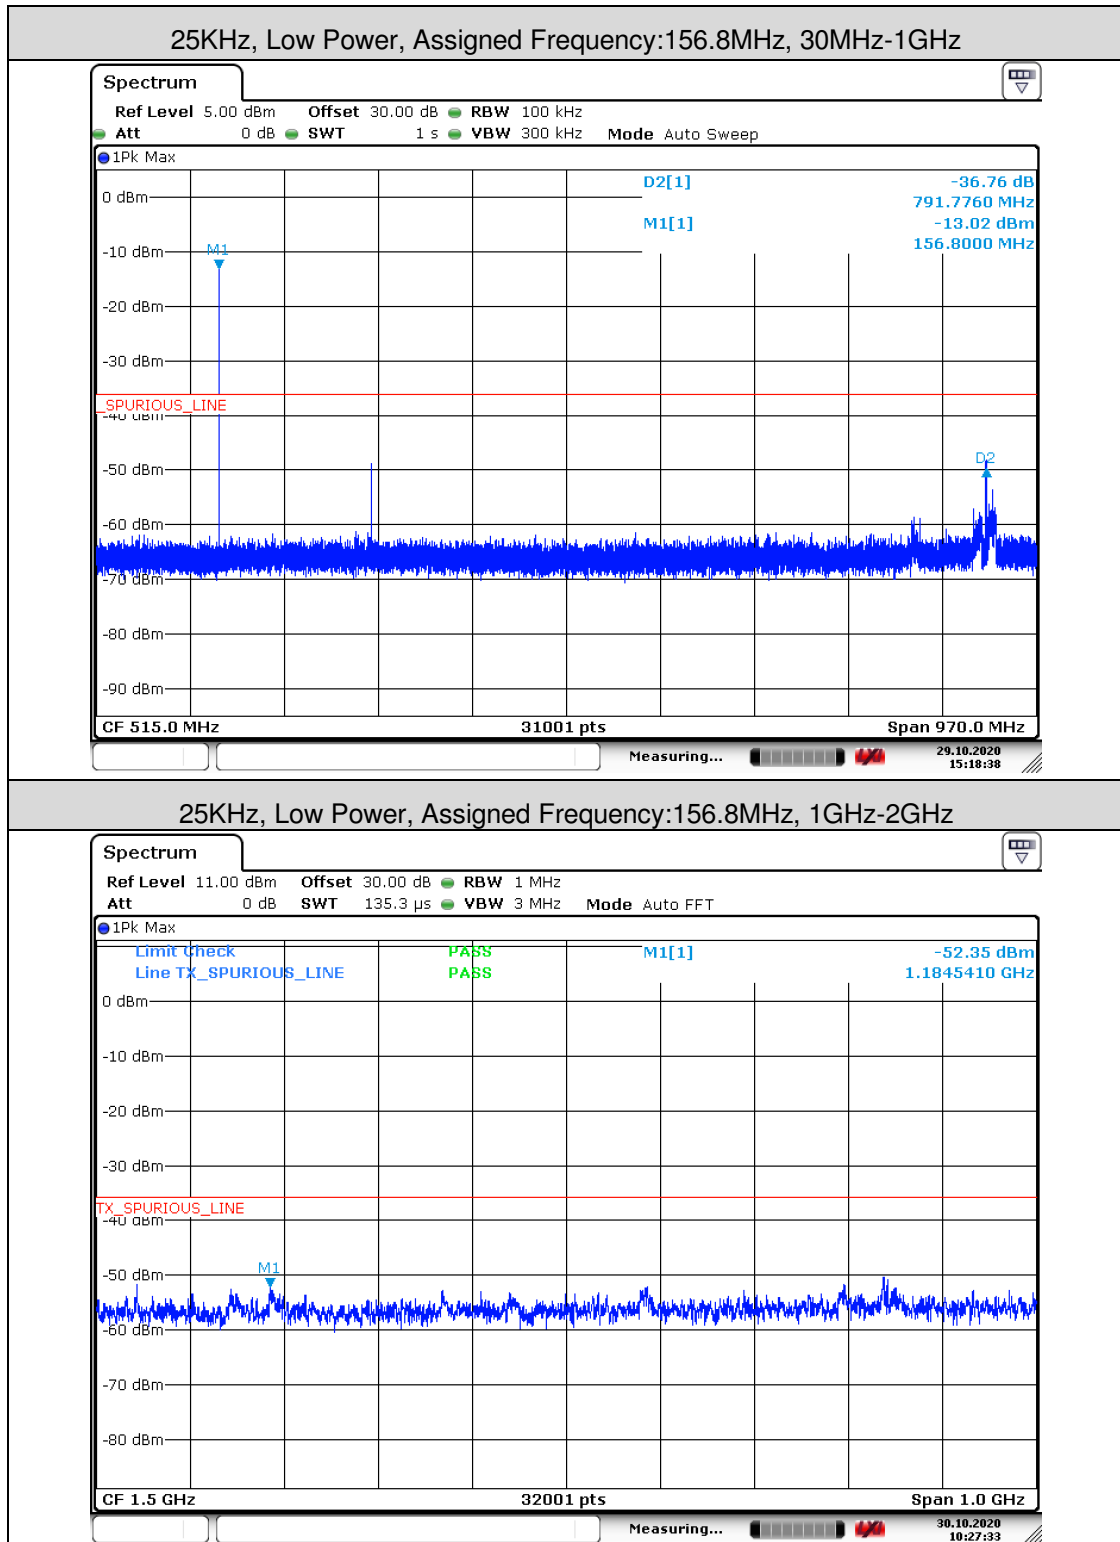 25KHz, Low Power, Assigned Frequency:156.8MHz, 30MHz-1GHz
Spectrum
Ref Level 5.00 dBm Offset 30.00 dB RBW 100 kHz
Att 0 dB SWT 1 s VBW 300 kHz Mode Auto Sweep
1Pk Max
D2[1] -36.76 dB
791.7760 MHz
M1[1] -13.02 dBm
156.8000 MHz
0 dBm
M1
-10 dBm
-20 dBm
-30 dBm
_SPURIOUS_LINE
-40 dBm
D2
-50 dBm
-60 dBm
-70 dBm
-80 dBm
-90 dBm
CF 515.0 MHz 31001 pts Span 970.0 MHz
Measuring... 29.10.2020
15:18:38
25KHz, Low Power, Assigned Frequency:156.8MHz, 1GHz-2GHz
Spectrum
Ref Level 11.00 dBm Offset 30.00 dB RBW 1 MHz
Att 0 dB SWT 135.3 µs VBW 3 MHz Mode Auto FFT
1Pk Max
Limit Check PASS M1[1] -52.35 dBm
Line TX_SPURIOUS_LINE PASS 1.1845410 GHz
0 dBm
-10 dBm
-20 dBm
-30 dBm
TX_SPURIOUS_LINE
-40 dBm
M1
-50 dBm
-60 dBm
-70 dBm
-80 dBm
CF 1.5 GHz 32001 pts Span 1.0 GHz
Measuring... 30.10.2020
10:27:33